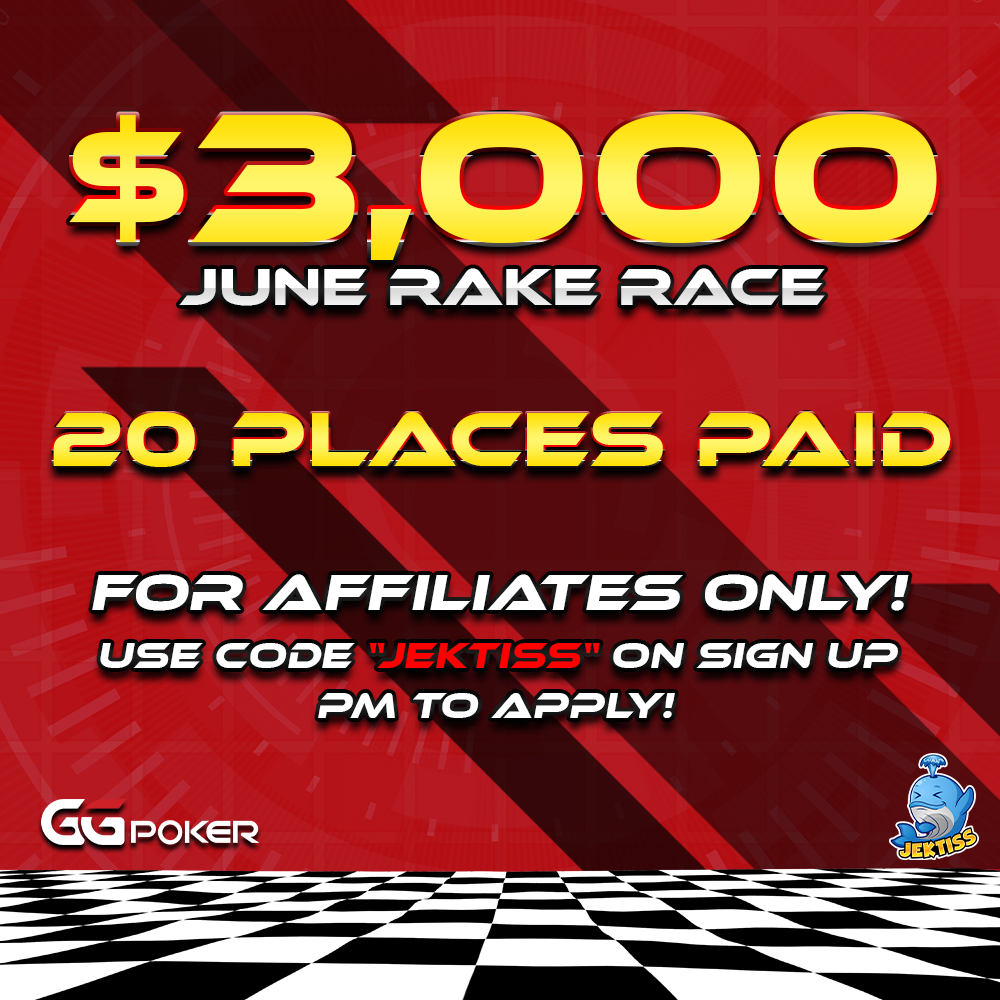 $3,000
JUNE RAKE RACE
20 PLACES PAID
FOR AFFILIATES ONLY!
USE CODE "JEKTISS" ON SIGN UP
PM TO APPLY!
GGPOKER
JEKTISS